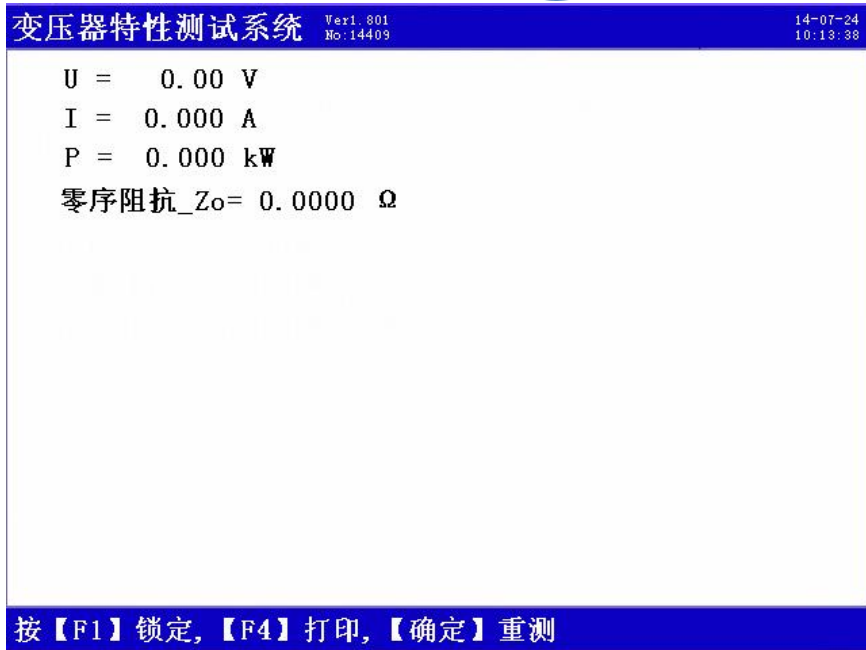 变压器特性测试系统 Ver1.801
No:14409
14-07-24
10:13:38
U = 0.00 V
I = 0.000 A
P = 0.000 kW
零序阻抗_Zo= 0.0000 Ω
按【F1】锁定,【F4】打印,【确定】重测